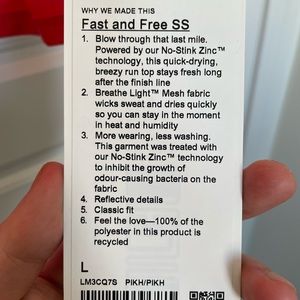 WHY WE MADE THIS
Fast and Free SS
1. Blow through that last mile.
Powered by our No-Stink Zinc™
technology, this quick-drying,
breezy run top stays fresh long
after the finish line
2. Breathe Light™ Mesh fabric
wicks sweat and dries quickly
so you can stay in the moment
in heat and humidity
3. More wearing, less washing.
This garment was treated with
our No-Stink Zinc™ technology
to inhibit the growth of
odour-causing bacteria on the
fabric
4. Reflective details
5. Classic fit
6. Feel the love—100% of the
polyester in this product is
recycled
L
LM3CQ7S PIKH/PIKH